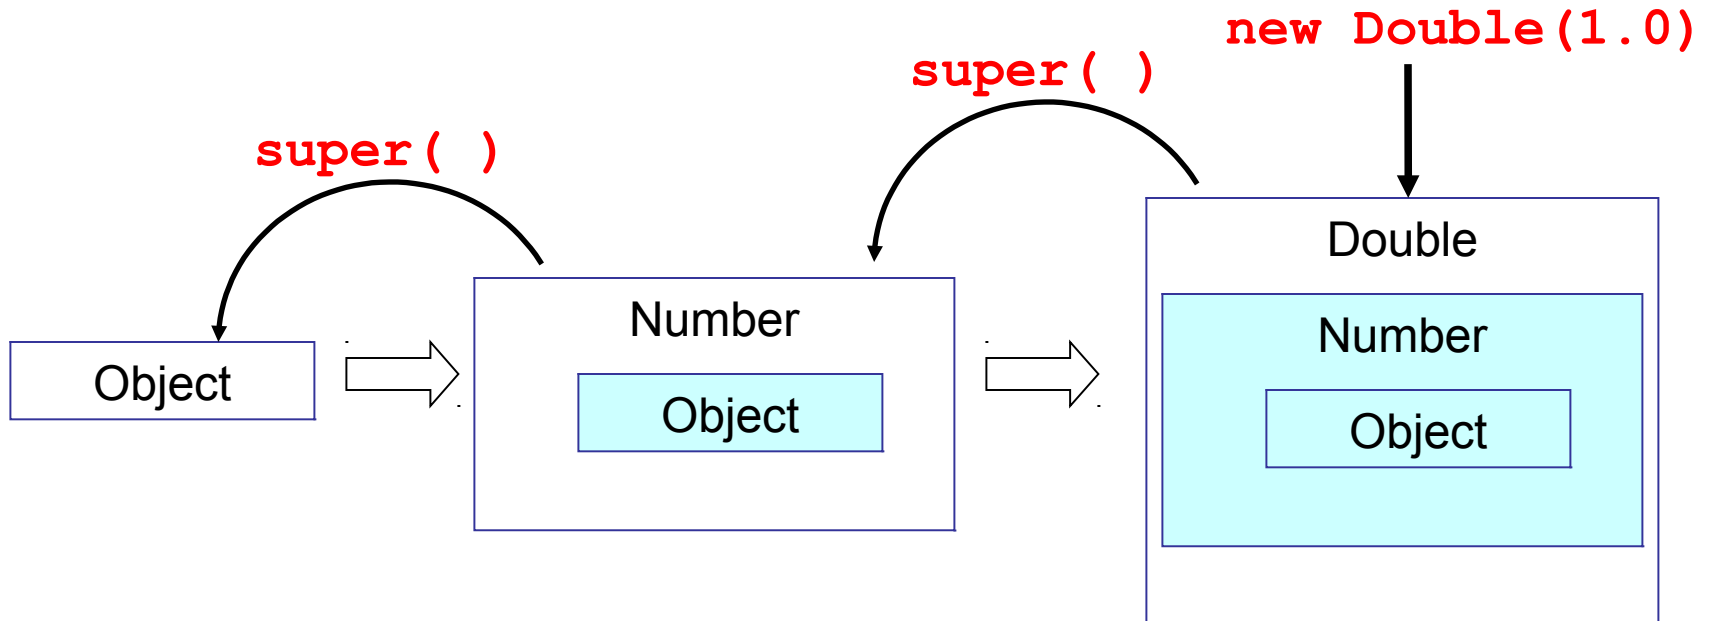 new Double(1.0)
super( )
super( )
Double
Number
Number
Object
Object
Object